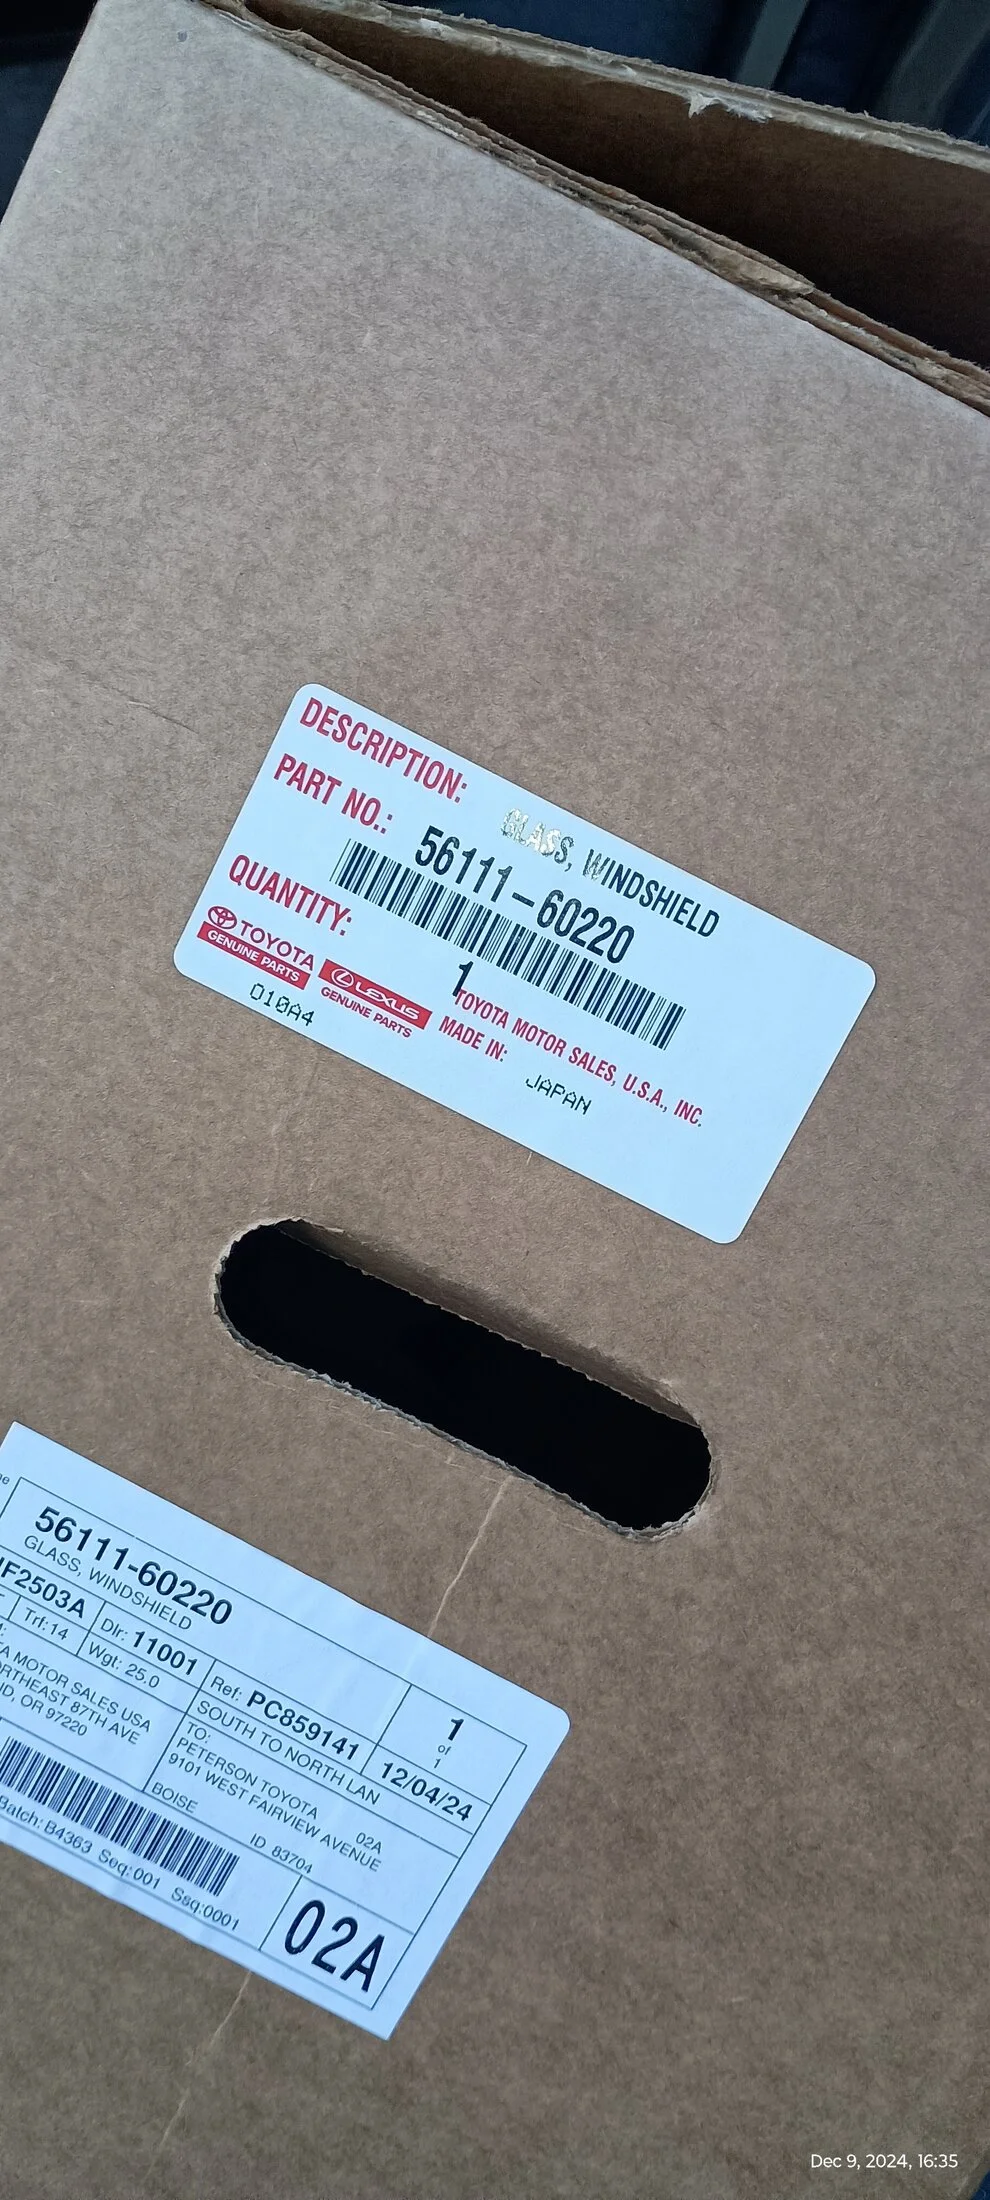 DESCRIPTION: GLASS, WINDSHIELD
PART NO.: 56111-60220
QUANTITY: 1
TOYOTA
GENUINE PARTS
LEXUS
GENUINE PARTS
TOYOTA MOTOR SALES, U.S.A., INC.
MADE IN: JAPAN
010A4
56111-60220
GLASS, WINDSHIELD
F2503A
Dlr: 11001
Ref: PC859141
1
of
1
Trf: 14
Wgt: 25.0
SOUTH TO NORTH LAN
12/04/24
A MOTOR SALES USA
RTHEAST 87TH AVE
D, OR 97220
TO:
PETERSON TOYOTA 02A
9101 WEST FAIRVIEW AVENUE
BOISE ID 83704
Batch: B4363 Seq:001 Ssq:0001
02A
Dec 9, 2024, 16:35